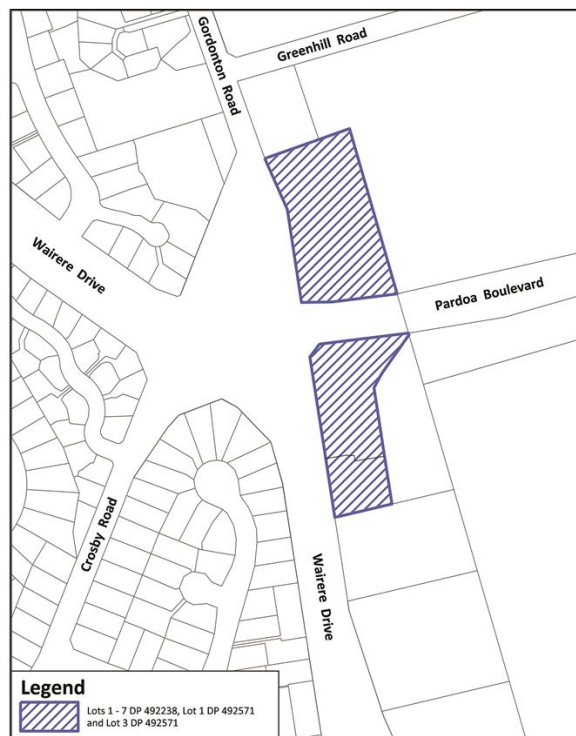 Greenhill Road
Gordonton Road
Wairere Drive
Pardoa Boulevard
Crosby Road
Wairere Drive
Legend
Lots 1 - 7 DP 492238, Lot 1 DP 492571
and Lot 3 DP 492571